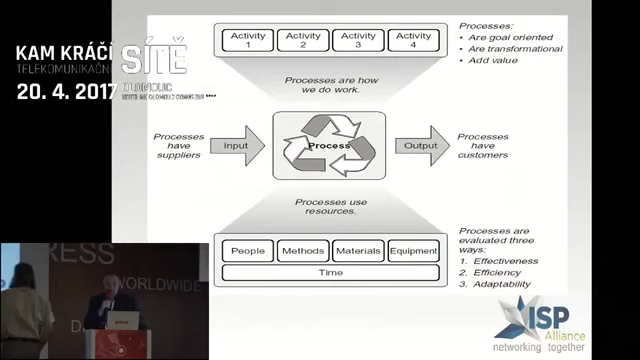 KAM KRÁČÍ
TELEKOMUNIKAČNÍ
SÍTĚ
20. 4. 2017
OLOMOUC
Activity
1
Activity
2
Activity
3
Activity
4
Processes:
• Are goal oriented
• Are transformational
• Add value
Processes are how
we do work.
Processes
have
suppliers
Input
Process
Output
Processes
have
customers
Processes use
resources.
People
Methods
Materials
Equipment
Time
Processes are
evaluated three
ways:
1. Effectiveness
2. Efficiency
3. Adaptability
RESS
WORLDWIDE
ISP
Alliance
networking together